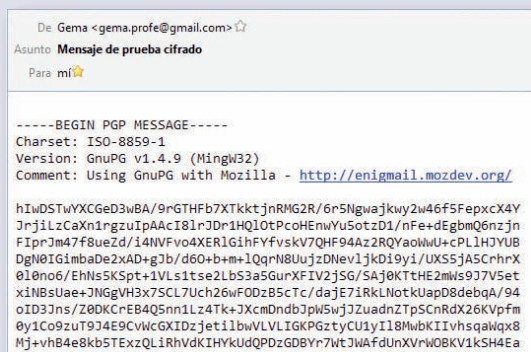 De Gema <gema.profe@gmail.com>
Asunto Mensaje de prueba cifrado
Para mí
-----BEGIN PGP MESSAGE-----
Charset: ISO-8859-1
Version: GnuPG v1.4.9 (MingW32)
Comment: Using GnuPG with Mozilla - http://enigmail.mozdev.org/
hIwDSTwYXCGeD3wBA/9rGTHFb7XTkktjnRMG2R/6r5Ngwajkwy2w46f5FepxcX4Y
JrjiLzCaXn1rgzuIpAAcI8lrJDr1HQlOtPcoHEnwYu5otzD1/nFe+dEgbmQ6nzjn
FIprJm47f8ueZd/i4NVFvo4XERlGihFYfvskV7QHF94Az2RQYaoWwU+cPLlHJYUB
DgN0IGimbaDe2xAD+gJb/d6O+b+m+lQqrN8UujzDNevljkDi9yi/UXS5jA5CrhrX
0l0no6/EhNs5KSpt+1VLs1tse2LbS3a5GurXFIV2jSG/SAj0KTtHE2mWs9J7V5et
xiNBsUae+JNGgVH3x7SCL7Uch26wFODzB5cTc/dajE7iRkLNotkUapD8debqA/94
oID3Jns/Z0DKCrEB4Q5nn1Lz4Tk+JXcmDndbJpW5wjJZuadnZTpSCnRdX26KVpfm
0y1Co9zuT9J4E9CvWcGXIDzjetilbwVLVLIGKPGztyCU1yIl8MwbKIIvhsqaWqx8
Mj+vhB4e8kb5TExzQLiRhVdKIHYkUdQPDzGDBYr7WtJWAfdUnXVrWOBKV1kSH4Ea